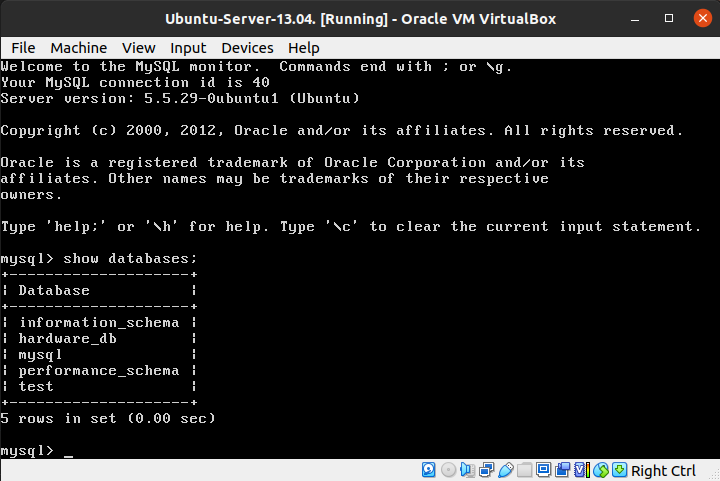 Ubuntu-Server-13.04. [Running] - Oracle VM VirtualBox
File Machine View Input Devices Help
Welcome to the MySQL monitor.  Commands end with ; or \g.
Your MySQL connection id is 40
Server version: 5.5.29-0ubuntu1 (Ubuntu)
Copyright (c) 2000, 2012, Oracle and/or its affiliates. All rights reserved.
Oracle is a registered trademark of Oracle Corporation and/or its
affiliates. Other names may be trademarks of their respective
owners.
Type 'help;' or '\h' for help. Type '\c' to clear the current input statement.
mysql> show databases;
+--------------------+
| Database           |
+--------------------+
| information_schema |
| hardware_db        |
| mysql              |
| performance_schema |
| test               |
+--------------------+
5 rows in set (0.00 sec)
mysql> _
Right Ctrl